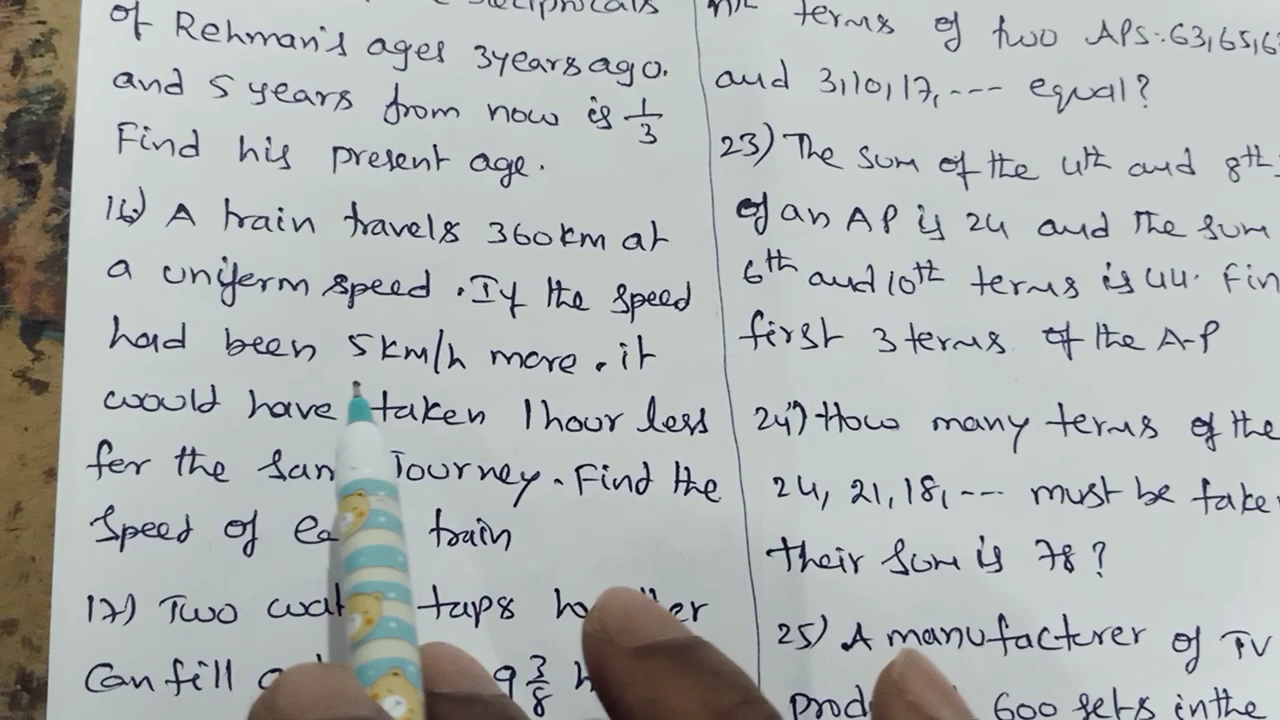 of Rehman's ages 3years ago.
and 5 years from now is 1/3
Find his present age.
16) A train travels 360km at
a uniform speed. If the speed
had been 5km/h more, it
would have taken 1hour less
for the Journey. Find the
Speed of train
17) Two taps
Can fill 9 3/8
terms of two APs:63,65,6
and 3,10,17,--- equal?
23) The sum of the 4th and 8th
of an AP is 24 and the sum
6th and 10th terms is 44. Fin
first 3 terms of the A-P
24) How many terms of the
24, 21, 18, --- must be take
their sum is 78?
25) A manufacturer of TV
600 sets in the